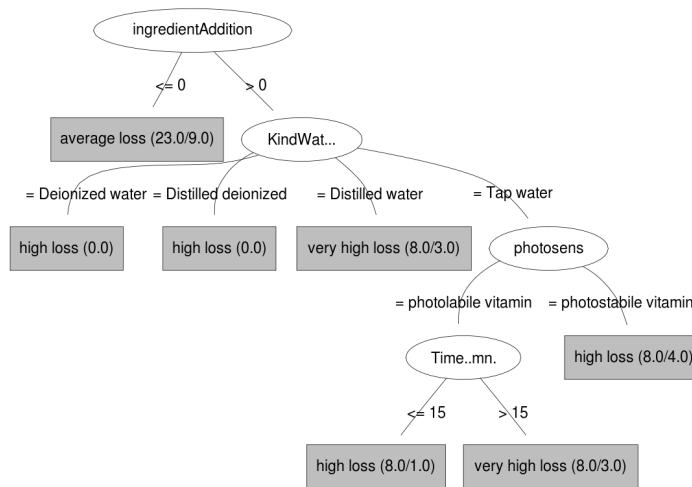 ingredientAddition
<= 0
> 0
average loss (23.0/9.0)
KindWat...
= Deionized water
= Distilled deionized
= Distilled water
= Tap water
high loss (0.0)
high loss (0.0)
very high loss (8.0/3.0)
photosens
= photolabile vitamin
= photostabile vitamin
Time..mn.
high loss (8.0/4.0)
<= 15
> 15
high loss (8.0/1.0)
very high loss (8.0/3.0)